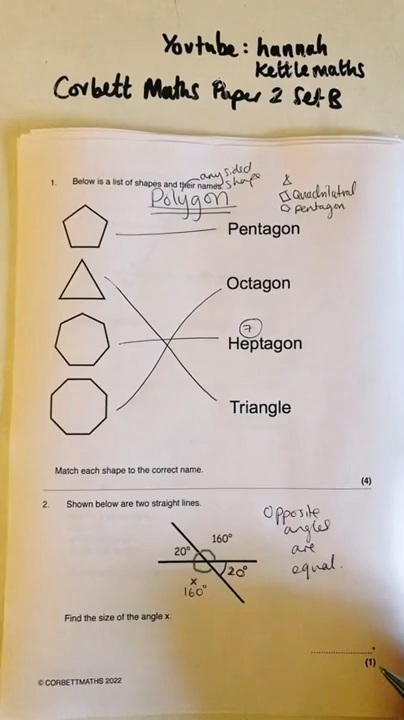 Youtube: hannah
Kettlemaths
Corbett Maths Paper 2 Set B
any sided
shape
1. Below is a list of shapes and their names.
Polygon
Quadrilatral
Pentagon
Pentagon
Octagon
7
Heptagon
Triangle
Match each shape to the correct name.
(4)
2. Shown below are two straight lines.
Opposite
angles
are
equal.
160°
20°
20°
x
160°
Find the size of the angle x.
....................°
(1)
© CORBETTMATHS 2022